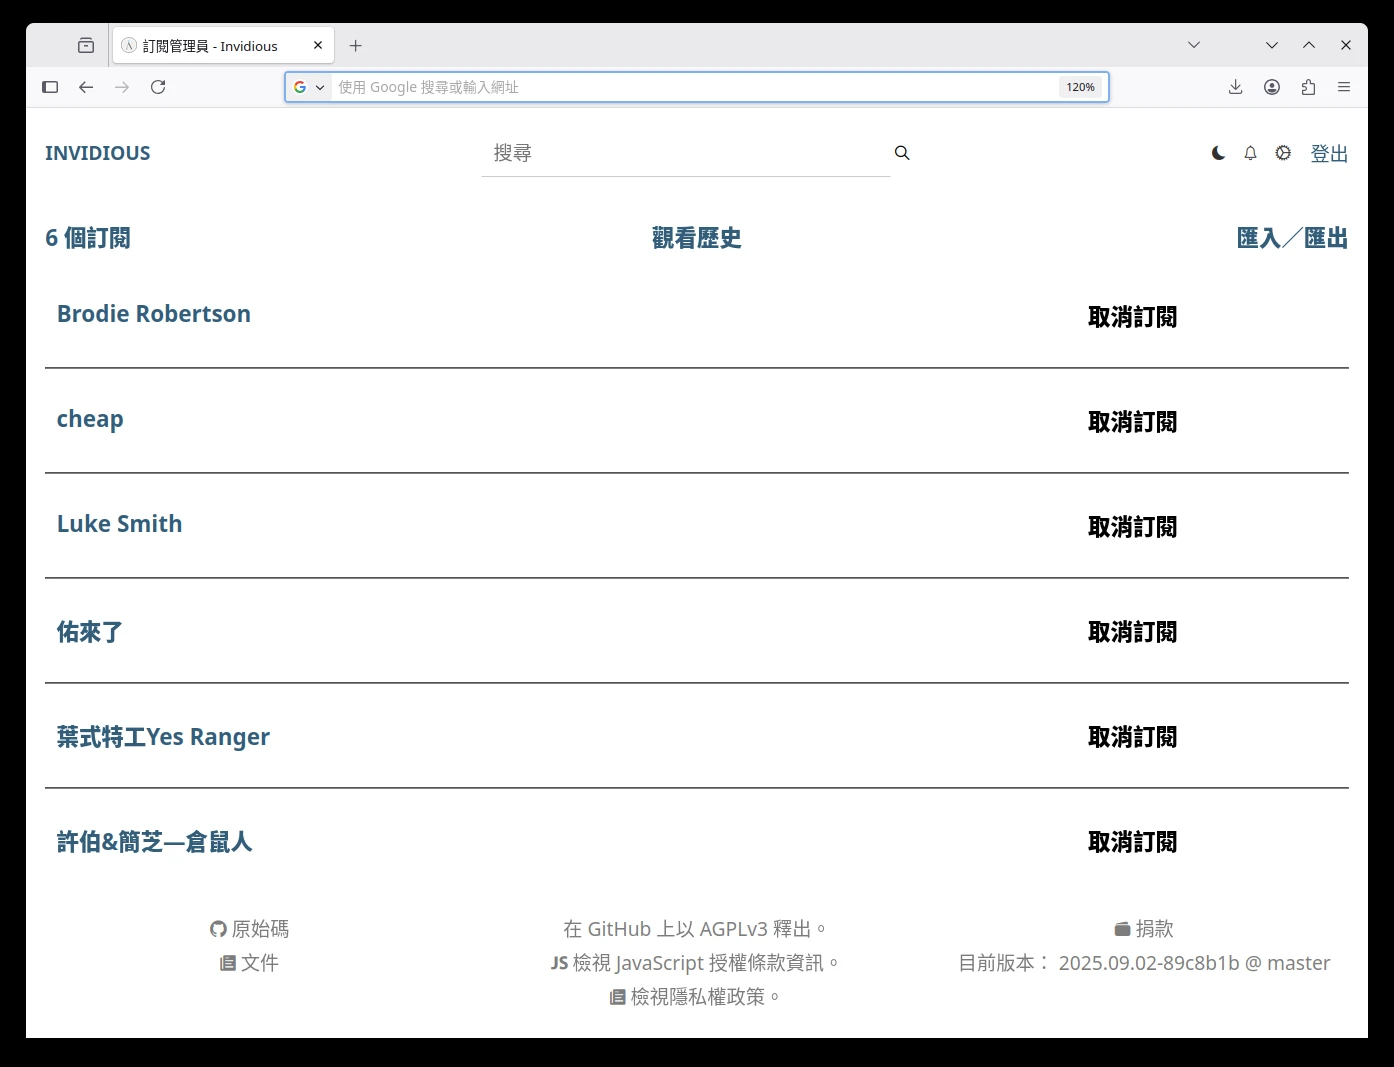 訂閱管理員 - Invidious
使用 Google 搜尋或輸入網址
120%
INVIDIOUS
搜尋
登出
6 個訂閱
觀看歷史
匯入／匯出
Brodie Robertson
取消訂閱
cheap
取消訂閱
Luke Smith
取消訂閱
佑來了
取消訂閱
葉式特工Yes Ranger
取消訂閱
許伯&簡芝—倉鼠人
取消訂閱
原始碼
文件
在 GitHub 上以 AGPLv3 釋出。
JS 檢視 JavaScript 授權條款資訊。
檢視隱私權政策。
捐款
目前版本： 2025.09.02-89c8b1b @ master